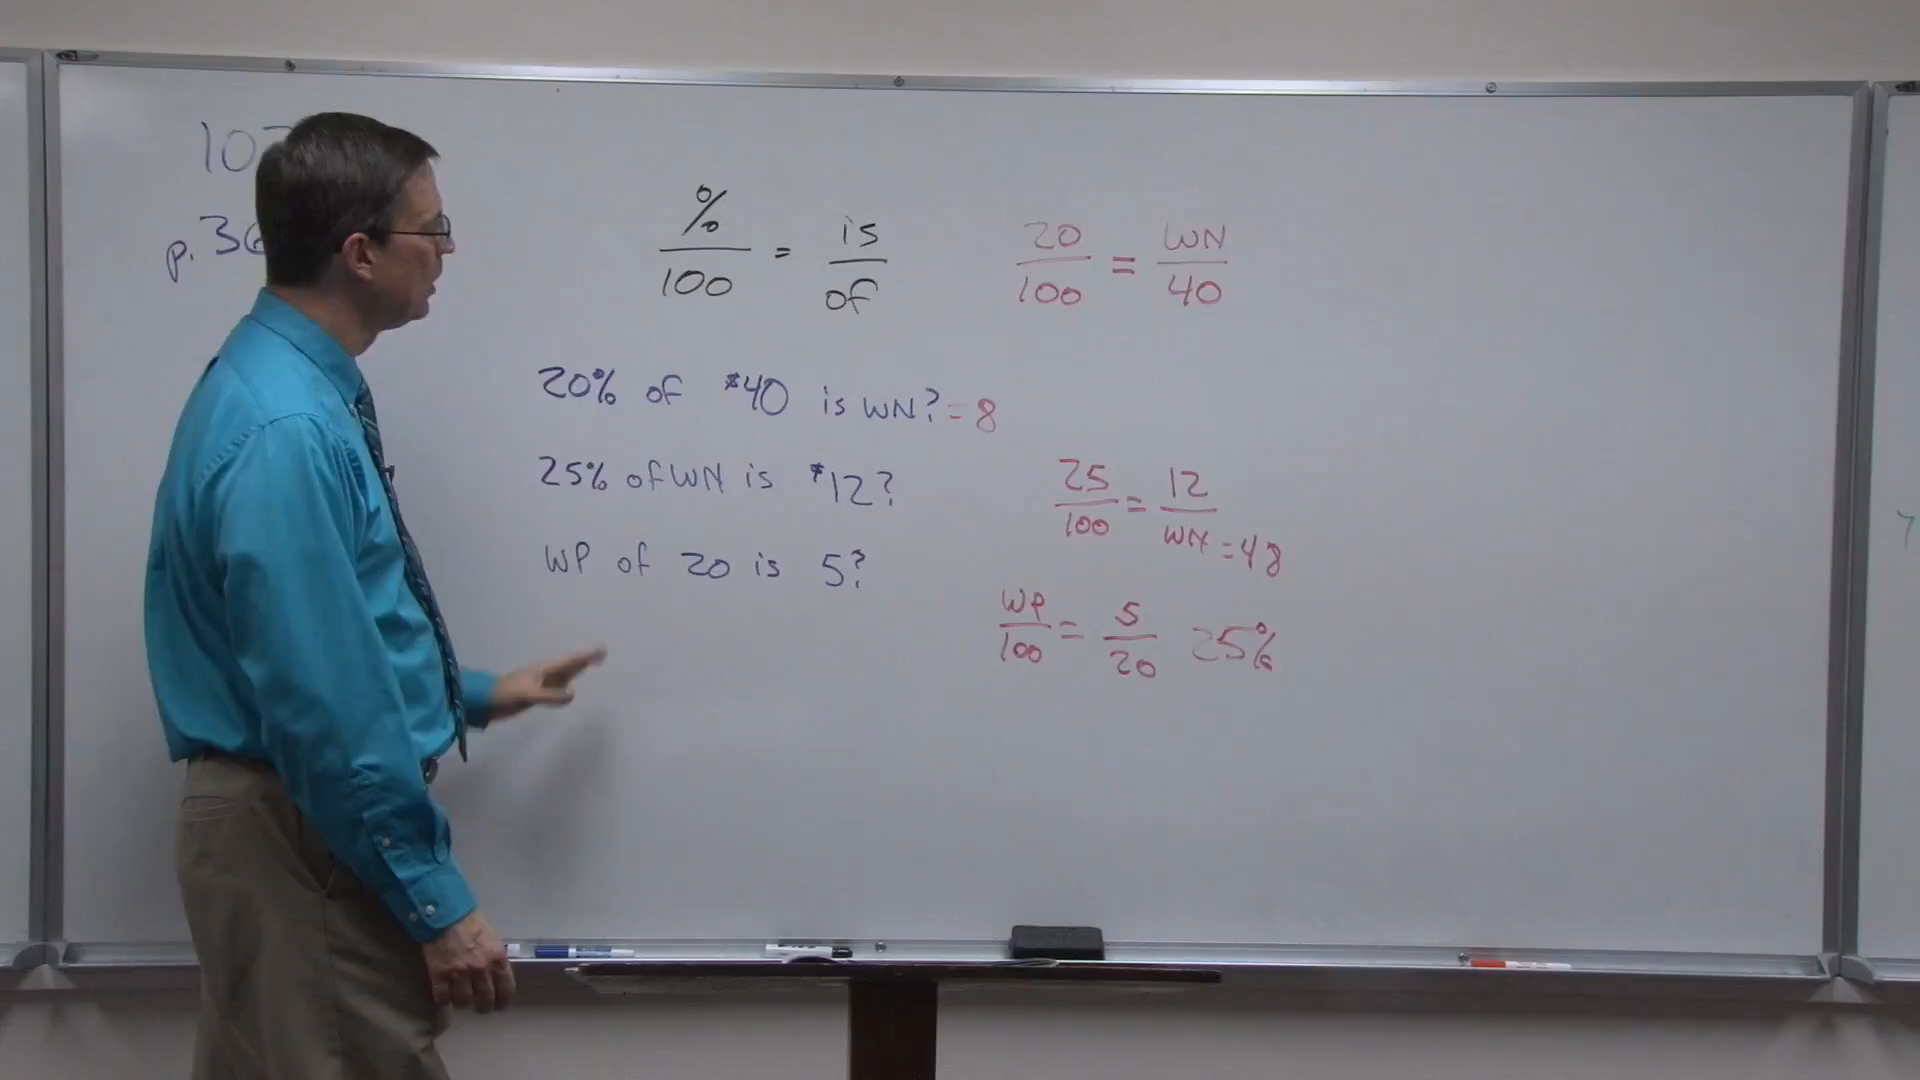 p.
% / 100 = is / of
20 / 100 = WN / 40
20% of $40 is WN? = 8
25% of WN is $12?
25 / 100 = 12 / WN = 48
WP of 20 is 5?
WP / 100 = 5 / 20 25%